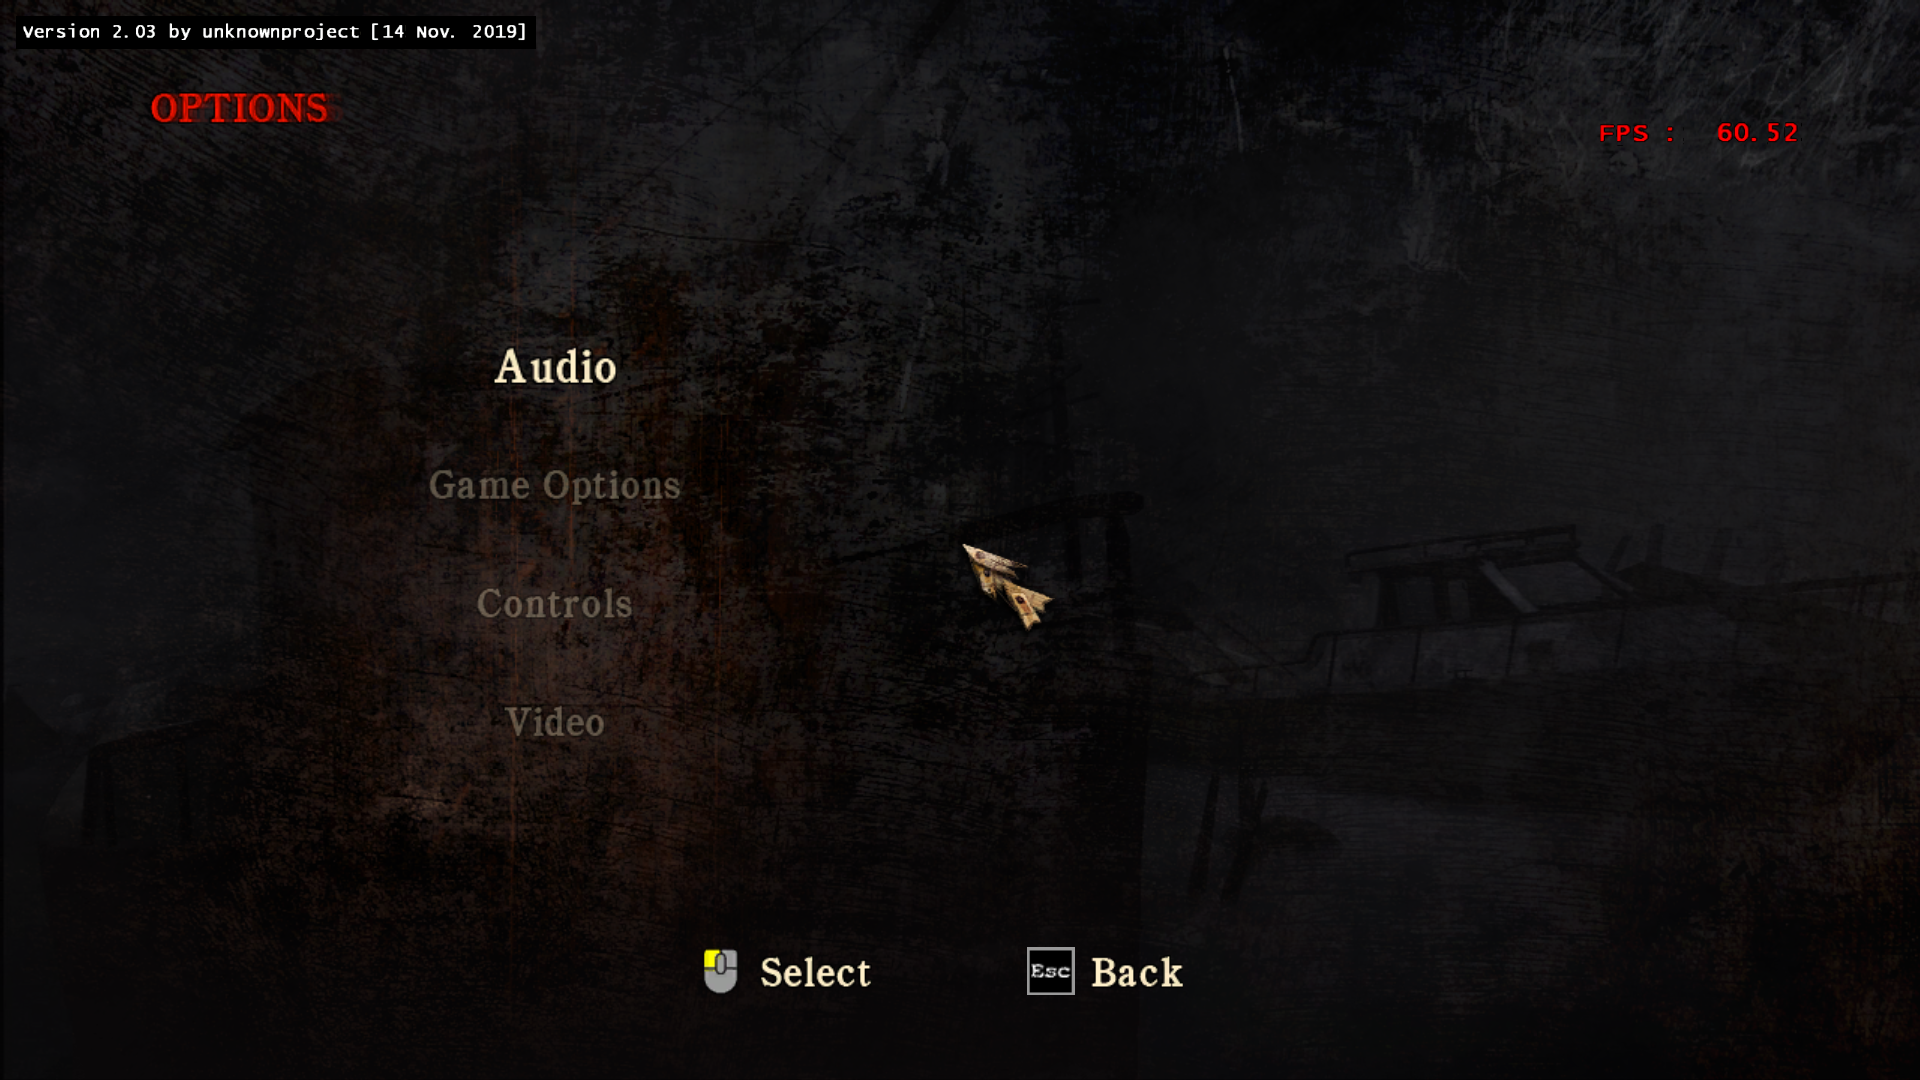 Version 2.03 by unknownproject [14 Nov. 2019]
OPTIONS
FPS : 60.52
Audio
Game Options
Controls
Video
Select
Esc Back